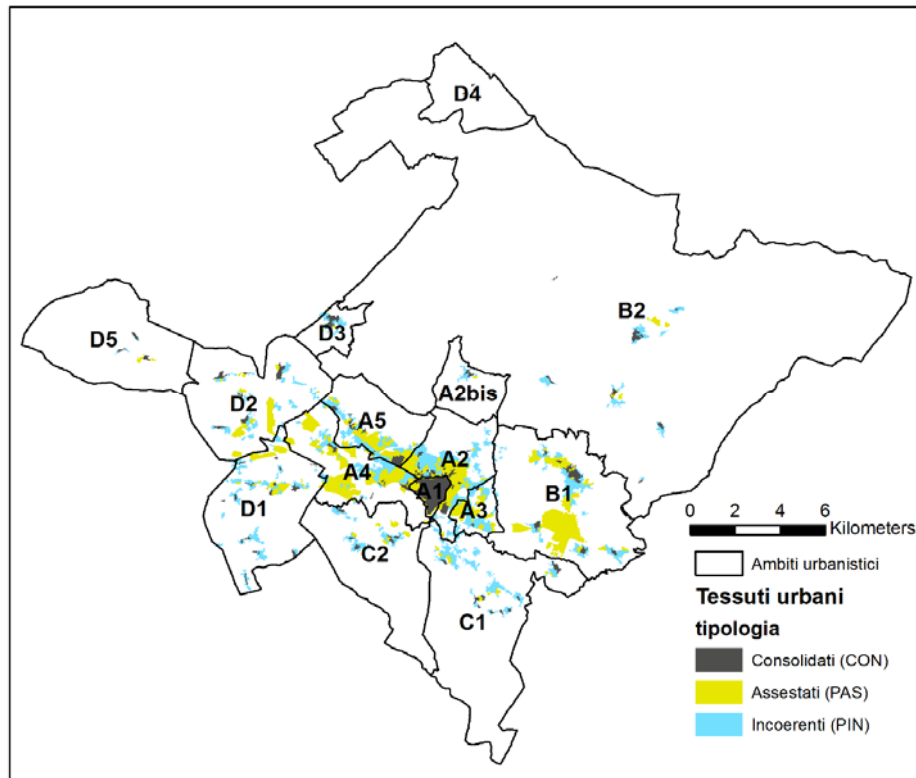 D4
B2
D3
D5
A2bis
D2
A5
A2
A4
A1
B1
D1
A3
C2
C1
0 2 4 6
Kilometers
Ambiti urbanistici
Tessuti urbani
tipologia
Consolidati (CON)
Assestati (PAS)
Incoerenti (PIN)